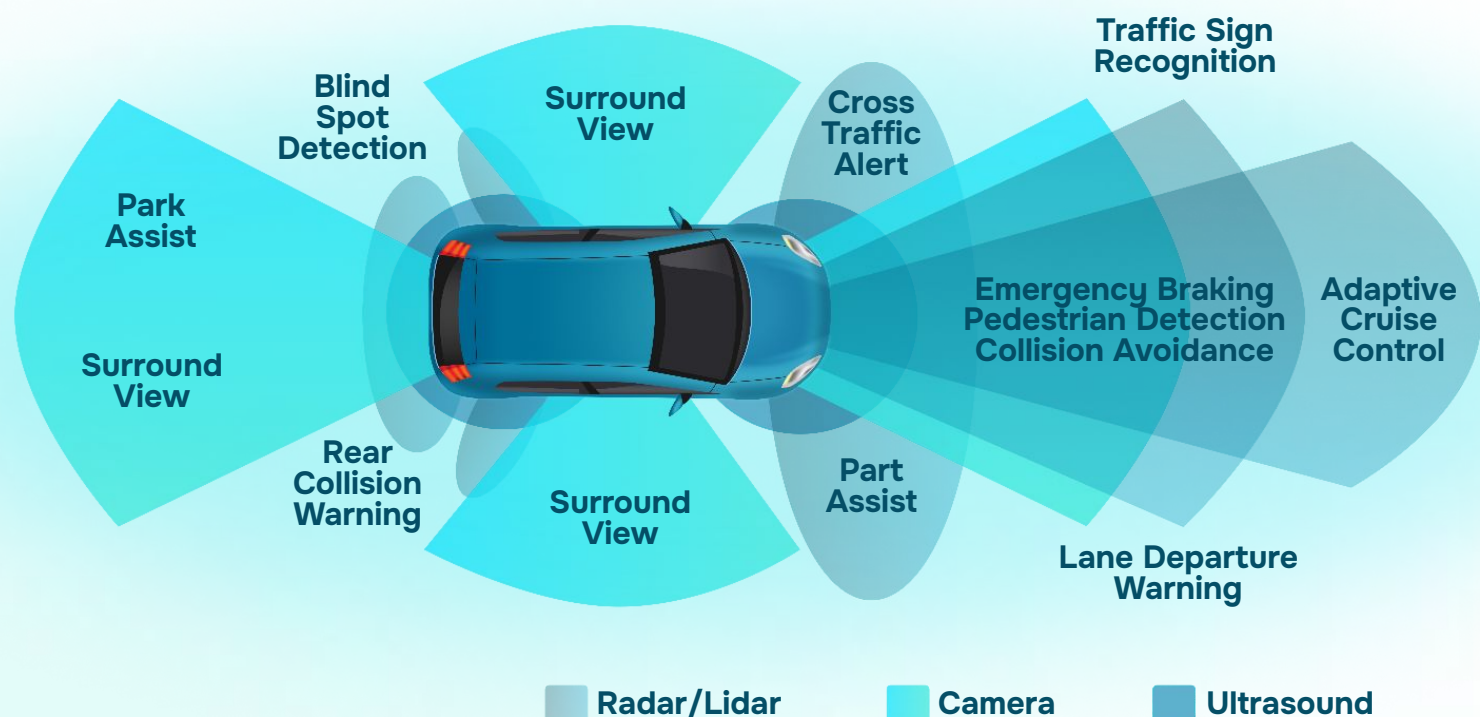 Traffic Sign
Recognition
Blind
Spot
Detection
Surround
View
Cross
Traffic
Alert
Park
Assist
Emergency Braking
Pedestrian Detection
Collision Avoidance
Adaptive
Cruise
Control
Surround
View
Rear
Collision
Warning
Surround
View
Part
Assist
Lane Departure
Warning
Radar/Lidar
Camera
Ultrasound